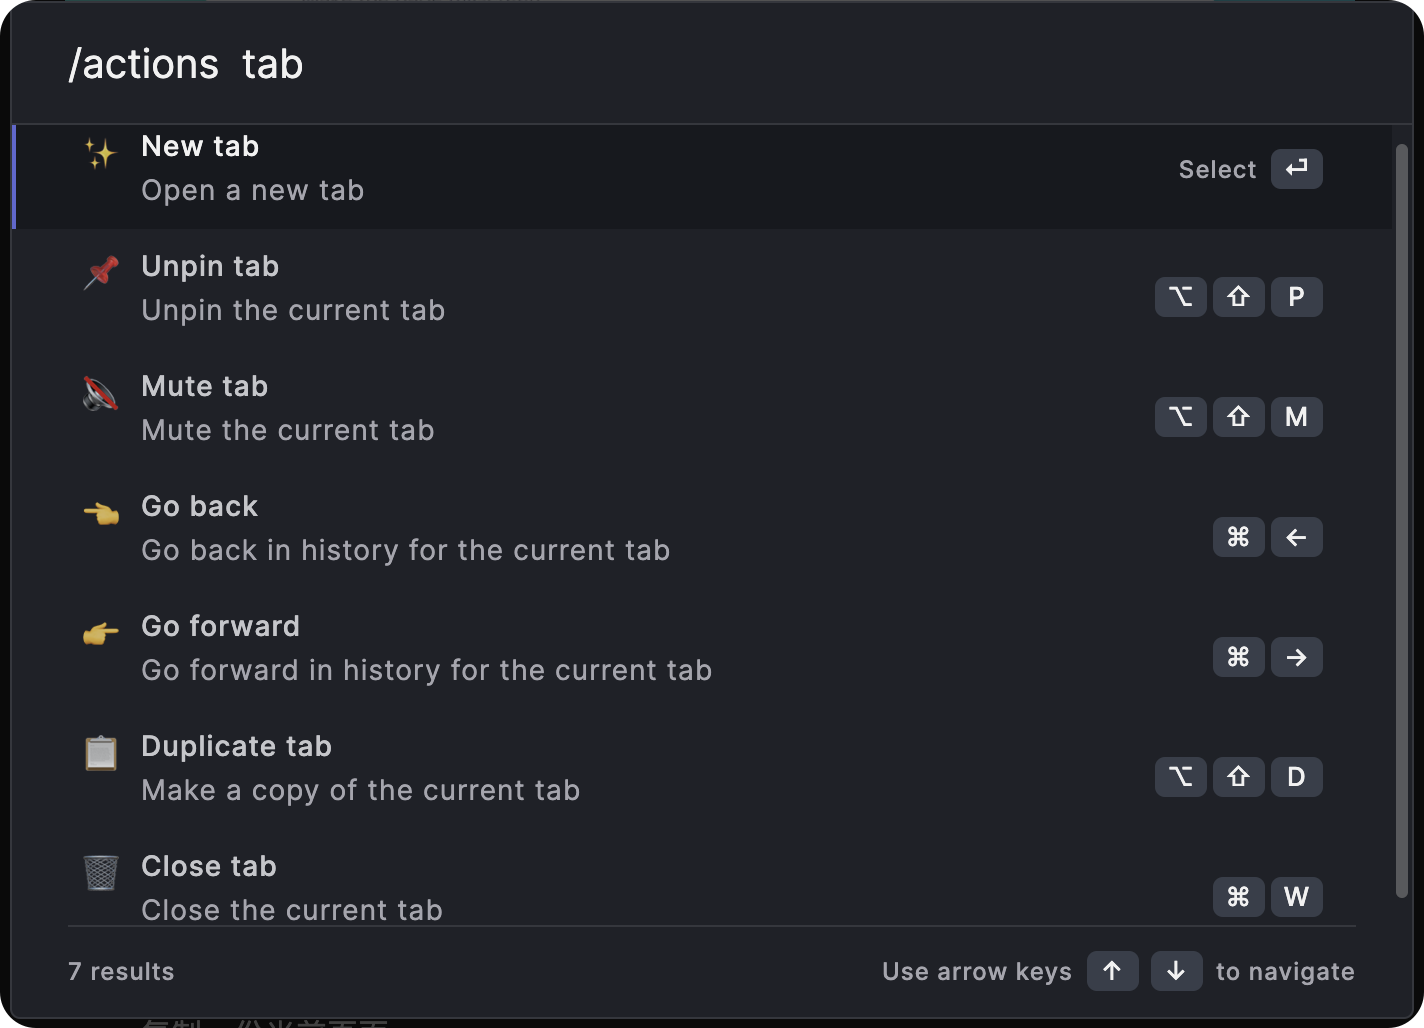 /actions tab
New tab
Open a new tab
Select
Unpin tab
Unpin the current tab
⌥ ⇧ P
Mute tab
Mute the current tab
⌥ ⇧ M
Go back
Go back in history for the current tab
⌘ ←
Go forward
Go forward in history for the current tab
⌘ →
Duplicate tab
Make a copy of the current tab
⌥ ⇧ D
Close tab
Close the current tab
⌘ W
7 results
Use arrow keys ↑ ↓ to navigate